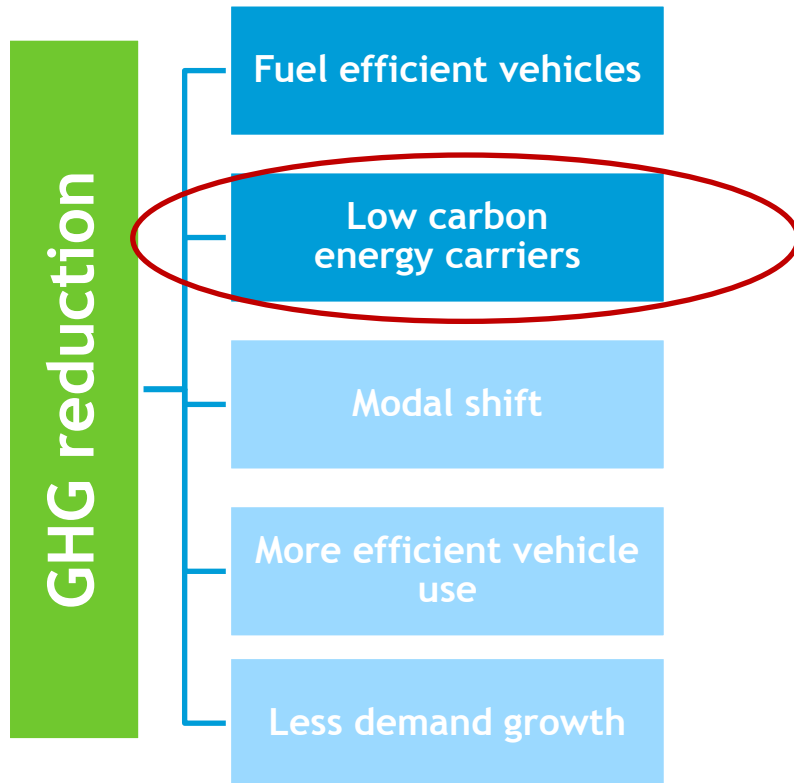 GHG reduction
Fuel efficient vehicles
Low carbon
energy carriers
Modal shift
More efficient vehicle
use
Less demand growth